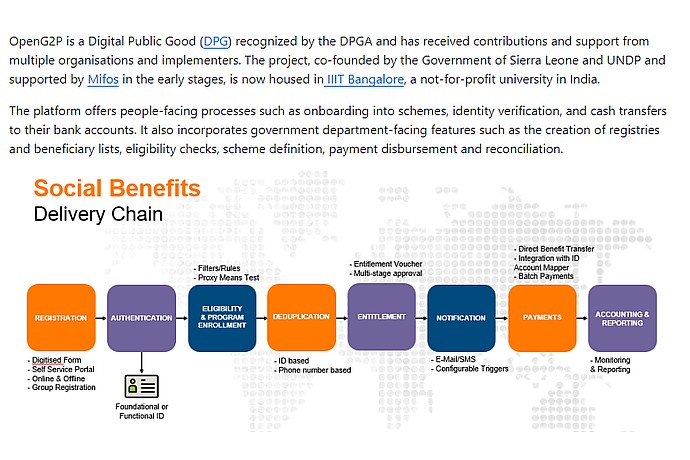 OpenG2P is a Digital Public Good (DPG) recognized by the DPGA and has received contributions and support from
multiple organisations and implementers. The project, co-founded by the Government of Sierra Leone and UNDP and
supported by Mifos in the early stages, is now housed in IIIT Bangalore, a not-for-profit university in India.
The platform offers people-facing processes such as onboarding into schemes, identity verification, and cash transfers
to their bank accounts. It also incorporates government department-facing features such as the creation of registries
and beneficiary lists, eligibility checks, scheme definition, payment disbursement and reconciliation.
Social Benefits
Delivery Chain
REGISTRATION
- Digitised Form
- Self Service Portal
- Online & Offline
- Group Registration
AUTHENTICATION
Foundational or
Functional ID
- Filters/Rules
- Proxy Means Test
ELIGIBILITY
& PROGRAM
ENROLLMENT
DEDUPLICATION
- ID based
- Phone number based
- Entitlement Voucher
- Multi-stage approval
ENTITLEMENT
NOTIFICATION
- E-Mail/SMS
- Configurable Triggers
- Direct Benefit Transfer
- Integration with ID
Account Mapper
- Batch Payments
PAYMENTS
ACCOUNTING &
REPORTING
- Monitoring
& Reporting